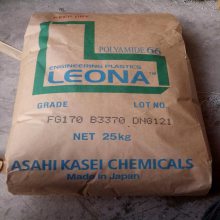 KEEP DRY
POLYAMIDE 66
ENGINEERING PLASTICS
LEONA™
GRADE LOT NO.
FG170 B3370 DNG121
NET 25kg
ASAHI KASEI CHEMICALS
Made in Japan